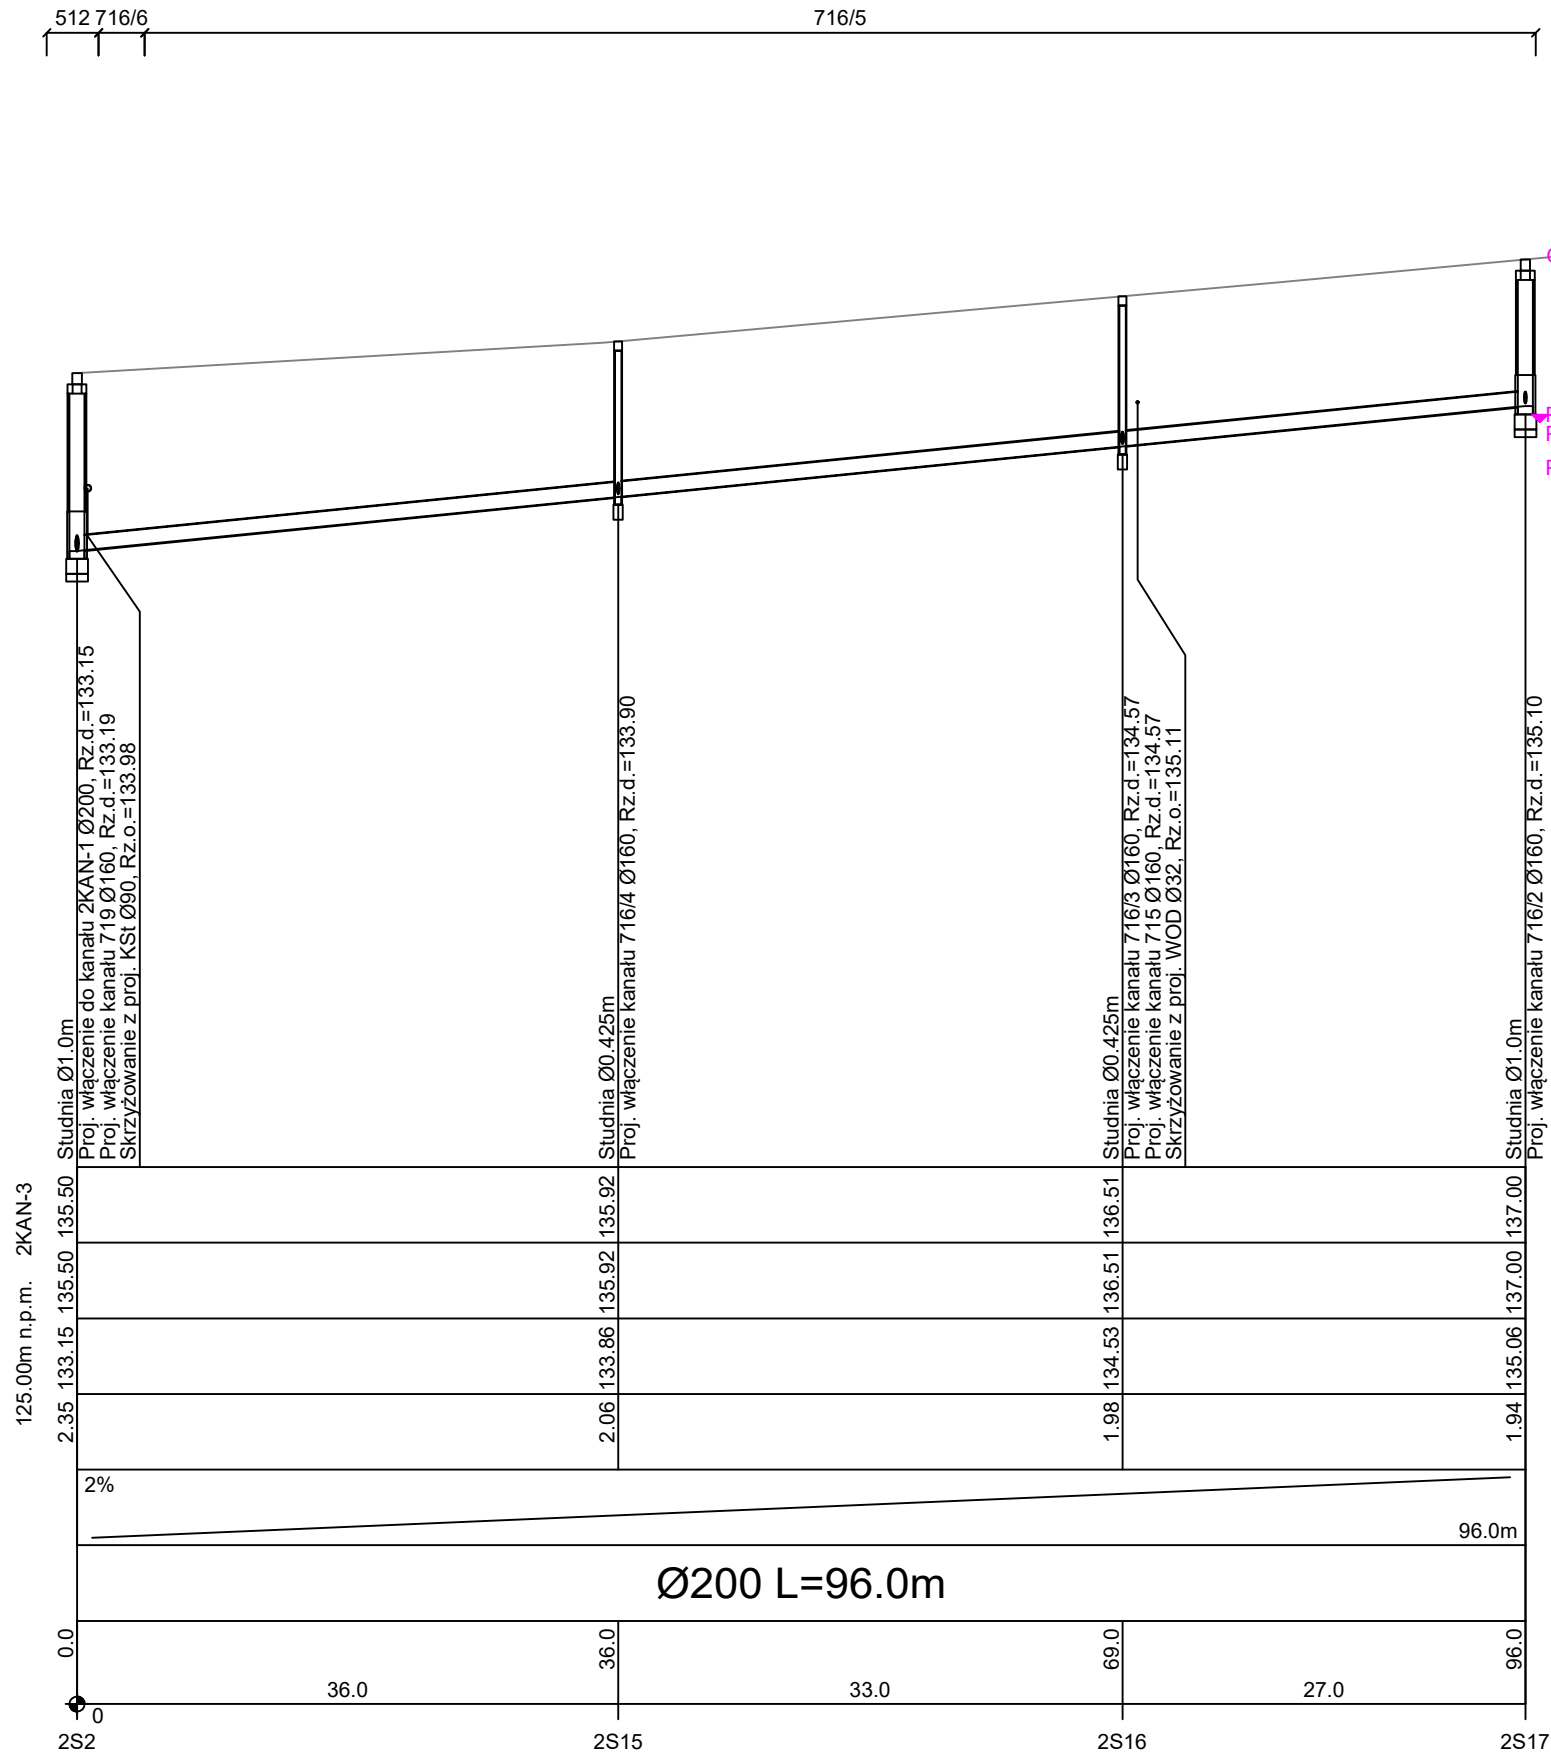 512
716/6
716/5
Studnia Ø1.0m
Proj. włączenie do kanału 2KAN-1 Ø200, Rz.d.=133.15
Proj. włączenie kanału 719 Ø160, Rz.d.=133.19
Skrzyżowanie z proj. KSt Ø90, Rz.o.=133.98
Studnia Ø0.425m
Proj. włączenie kanału 716/4 Ø160, Rz.d.=133.90
Studnia Ø0.425m
Proj. włączenie kanału 716/3 Ø160, Rz.d.=134.57
Proj. włączenie kanału 715 Ø160, Rz.d.=134.57
Skrzyżowanie z proj. WOD Ø32, Rz.o.=135.11
Studnia Ø1.0m
Proj. włączenie kanału 716/2 Ø160, Rz.d.=135.10
125.00m n.p.m. 2KAN-3
135.50 135.92 136.51 137.00
135.50 135.92 136.51 137.00
133.15 133.86 134.53 135.06
2.35 2.06 1.98 1.94
2%
96.0m
Ø200 L=96.0m
0.0 36.0 69.0 96.0
36.0 33.0 27.0
0
2S2 2S15 2S16 2S17